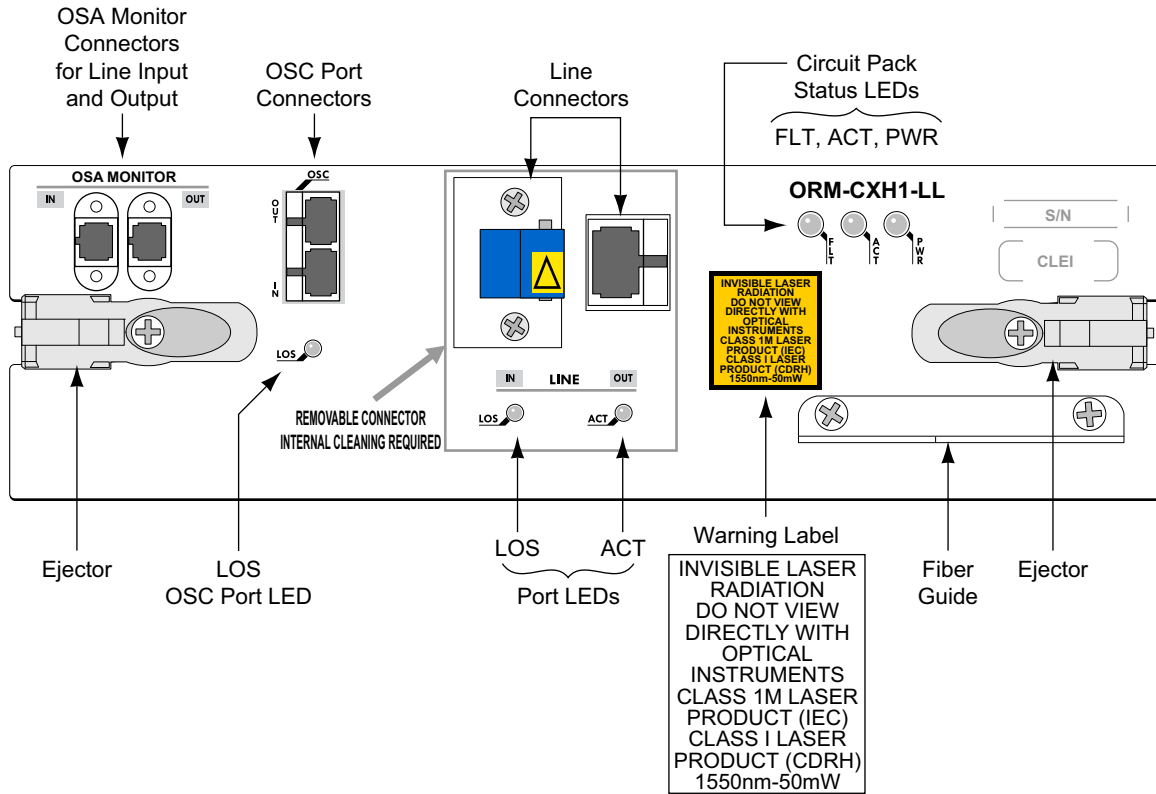 OSA Monitor
Connectors
for Line Input
and Output
OSC Port
Connectors
Line
Connectors
Circuit Pack
Status LEDs
FLT, ACT, PWR
OSA MONITOR
IN
OUT
OSC
OUT
IN
LOS
REMOVABLE CONNECTOR
INTERNAL CLEANING REQUIRED
IN
LINE
OUT
LOS
ACT
ORM-CXH1-LL
FLT
ACT
PWR
S/N
CLEI
INVISIBLE LASER
RADIATION
DO NOT VIEW
DIRECTLY WITH
OPTICAL
INSTRUMENTS
CLASS 1M LASER
PRODUCT (IEC)
CLASS I LASER
PRODUCT (CDRH)
1550nm-50mW
Ejector
LOS
OSC Port LED
LOS
ACT
Port LEDs
Warning Label
INVISIBLE LASER
RADIATION
DO NOT VIEW
DIRECTLY WITH
OPTICAL
INSTRUMENTS
CLASS 1M LASER
PRODUCT (IEC)
CLASS I LASER
PRODUCT (CDRH)
1550nm-50mW
Fiber
Guide
Ejector